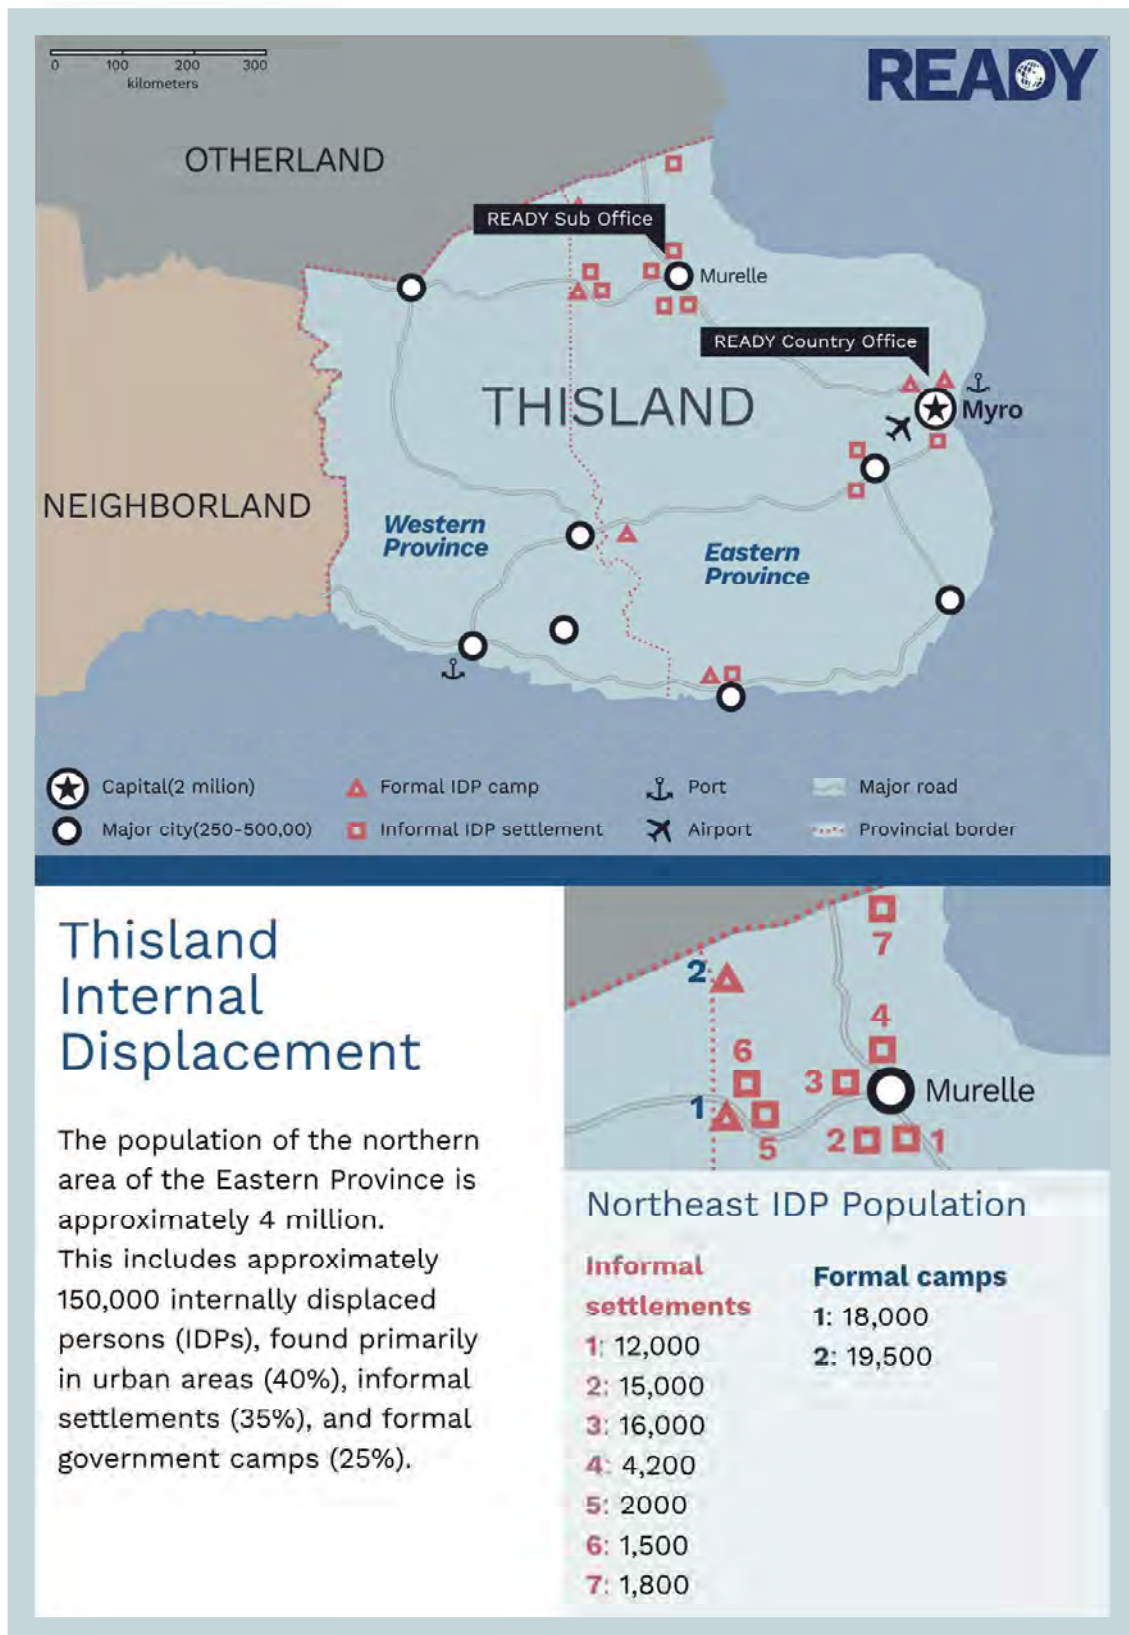 0 100 200 300
kilometers
READY
OTHERLAND
READY Sub Office
Murelle
READY Country Office
THISLAND
Myro
NEIGHBORLAND
Western
Province
Eastern
Province
Capital(2 milion)
Formal IDP camp
Port
Major road
Major city(250-500,00)
Informal IDP settlement
Airport
Provincial border
Thisland
Internal
Displacement
The population of the northern
area of the Eastern Province is
approximately 4 million.
This includes approximately
150,000 internally displaced
persons (IDPs), found primarily
in urban areas (40%), informal
settlements (35%), and formal
government camps (25%).
7
2
4
6
3
Murelle
1
5
2
1
Northeast IDP Population
Informal
settlements
1: 12,000
2: 15,000
3: 16,000
4: 4,200
5: 2000
6: 1,500
7: 1,800
Formal camps
1: 18,000
2: 19,500